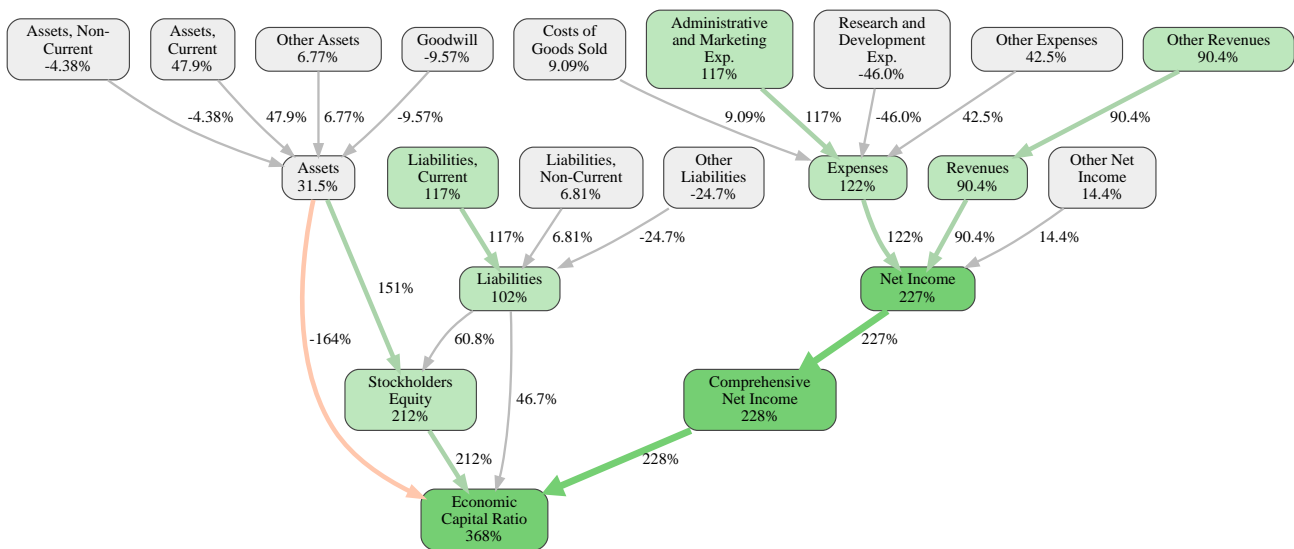 Assets, Non-
Current
-4.38%
Assets,
Current
47.9%
Other Assets
6.77%
Goodwill
-9.57%
Costs of
Goods Sold
9.09%
Administrative
and Marketing
Exp.
117%
Research and
Development
Exp.
-46.0%
Other Expenses
42.5%
Other Revenues
90.4%
-4.38%
47.9%
6.77%
-9.57%
9.09%
117%
-46.0%
42.5%
90.4%
Assets
31.5%
Liabilities,
Current
117%
Liabilities,
Non-Current
6.81%
Other
Liabilities
-24.7%
Expenses
122%
Revenues
90.4%
Other Net
Income
14.4%
117%
6.81%
-24.7%
122%
90.4%
14.4%
151%
Liabilities
102%
Net Income
227%
-164%
60.8%
227%
Stockholders
Equity
212%
46.7%
Comprehensive
Net Income
228%
212%
228%
Economic
Capital Ratio
368%